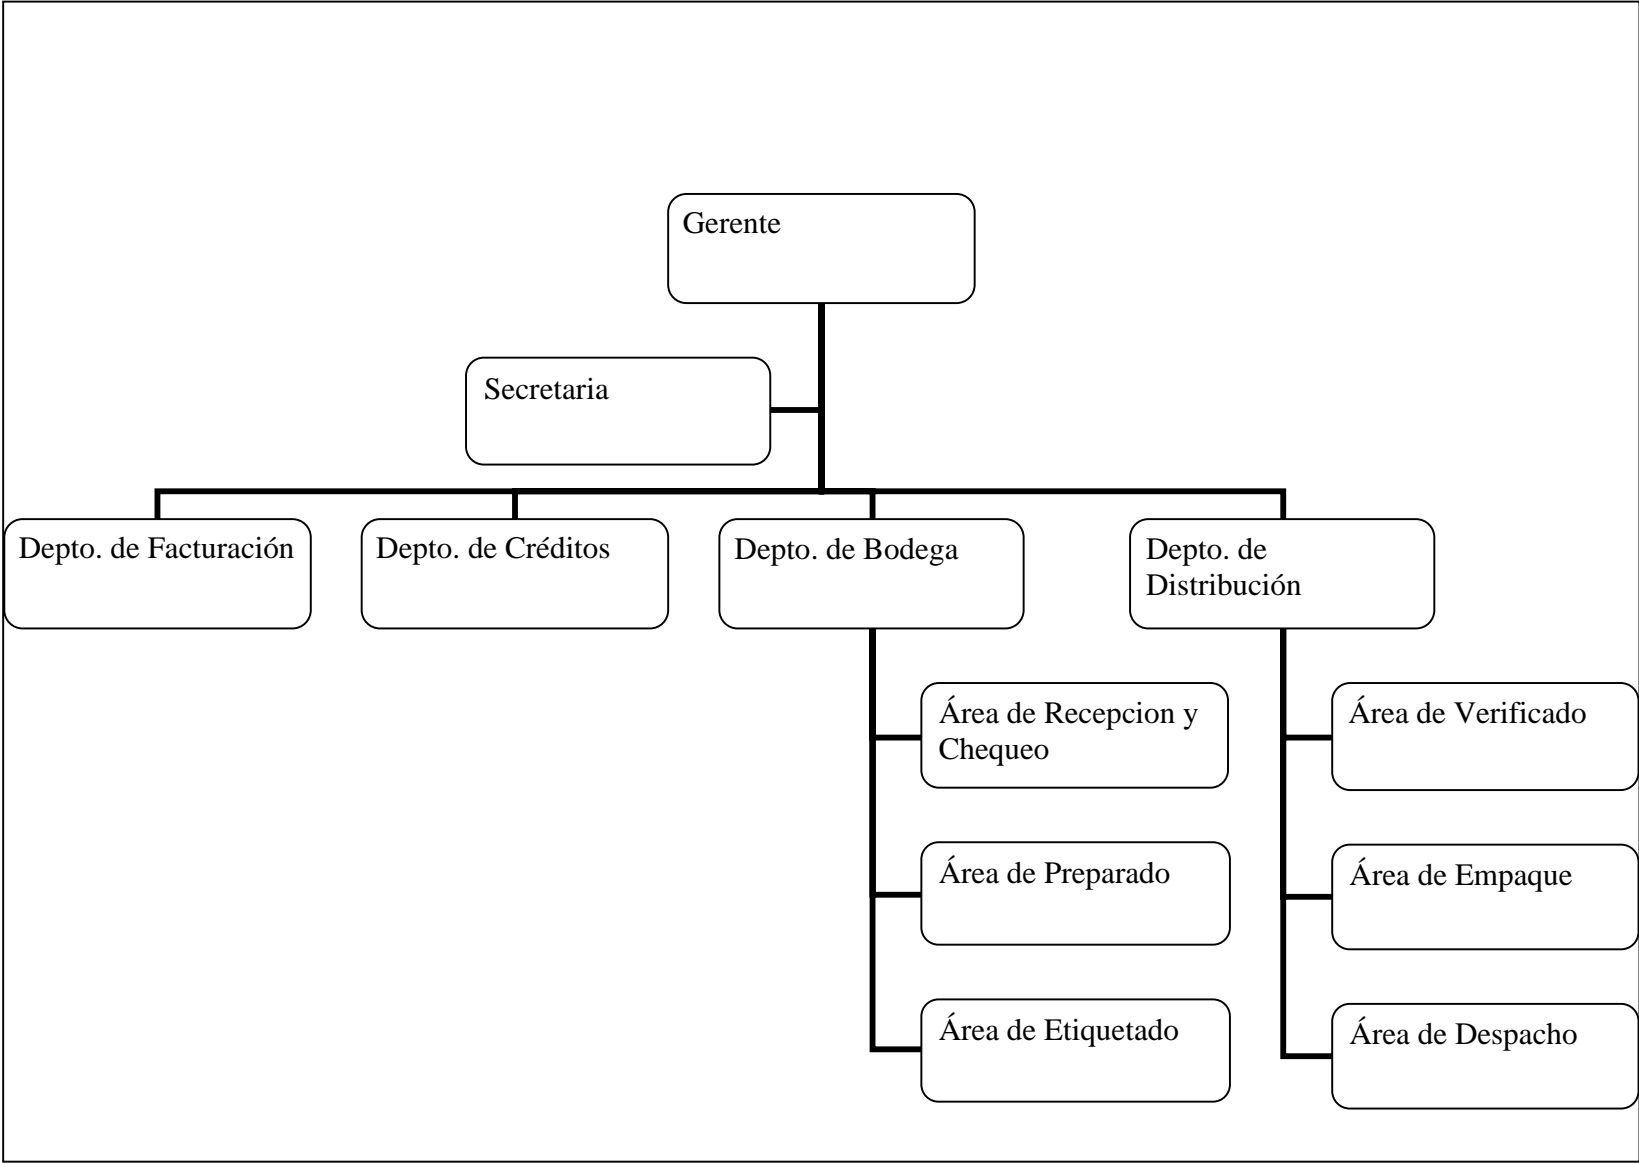 Gerente
Secretaria
Depto. de Facturación
Depto. de Créditos
Depto. de Bodega
Depto. de
Distribución
Área de Recepcion y
Chequeo
Área de Preparado
Área de Etiquetado
Área de Verificado
Área de Empaque
Área de Despacho